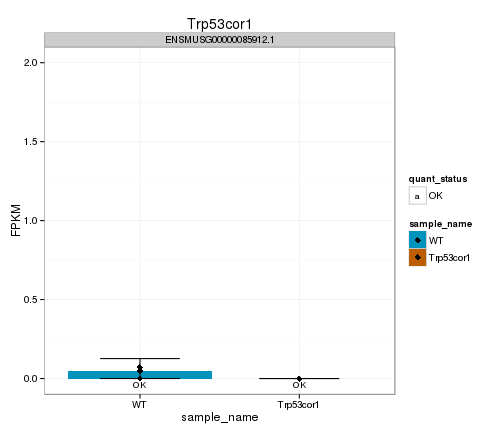 Trp53cor1
ENSMUSG00000085912.1
2.0
1.5
1.0
0.5
0.0
FPKM
OK
OK
WT
Trp53cor1
sample_name
quant_status
a OK
sample_name
WT
Trp53cor1